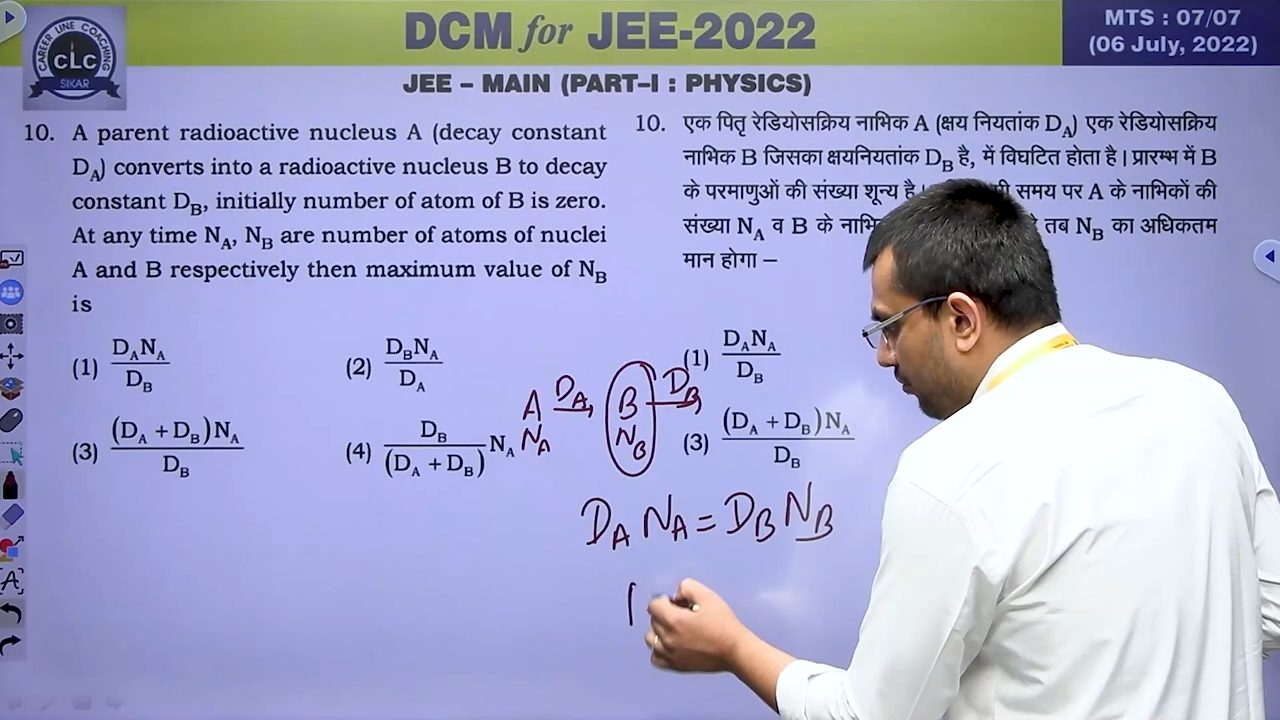 CAREER LINE COACHING
CLC
SIKAR
DCM for JEE-2022
MTS : 07/07
(06 July, 2022)
JEE – MAIN (PART–I : PHYSICS)
10. A parent radioactive nucleus A (decay constant
D_A) converts into a radioactive nucleus B to decay
constant D_B, initially number of atom of B is zero.
At any time N_A, N_B are number of atoms of nuclei
A and B respectively then maximum value of N_B
is
(1) D_A N_A / D_B
(2) D_B N_A / D_A
(3) (D_A + D_B) N_A / D_B
(4) D_B / (D_A + D_B) N_A
10. एक पितृ रेडियोसक्रिय नाभिक A (क्षय नियतांक D_A) एक रेडियोसक्रिय
नाभिक B जिसका क्षयनियतांक D_B है, में विघटित होता है। प्रारम्भ में B
के परमाणुओं की संख्या शून्य है। समय पर A के नाभिकों की
संख्या N_A व B के तब N_B का अधिकतम
मान होगा –
(1) D_A N_A / D_B
(3) (D_A + D_B) N_A / D_B
A D_A→ B D_B→
N_A N_B
D_A N_A = D_B N_B